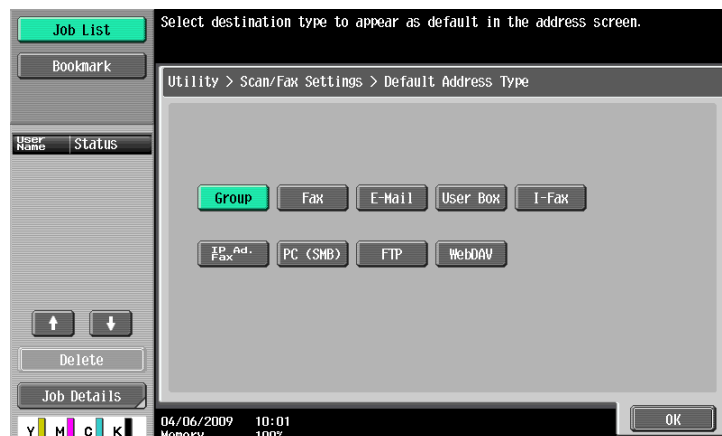 Job List
Bookmark
User Name Status
Delete
Job Details
Y M C K
Select destination type to appear as default in the address screen.
Utility > Scan/Fax Settings > Default Address Type
Group Fax E-Mail User Box I-Fax
IP Ad. Fax PC (SMB) FTP WebDAV
04/06/2009 10:01
Memory 100%
OK